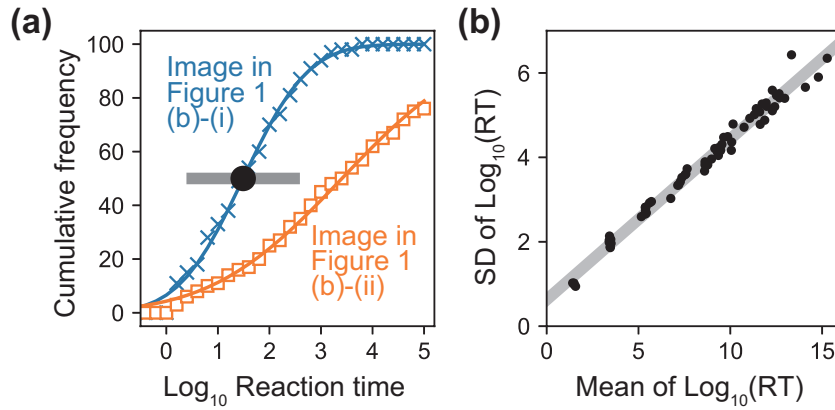 (a)
Cumulative frequency
100
80
60
40
20
0
Image in
Figure 1
(b)-(i)
Image in
Figure 1
(b)-(ii)
0
1
2
3
4
5
Log10 Reaction time
(b)
SD of Log10(RT)
6
4
2
0
0
5
10
15
Mean of Log10(RT)